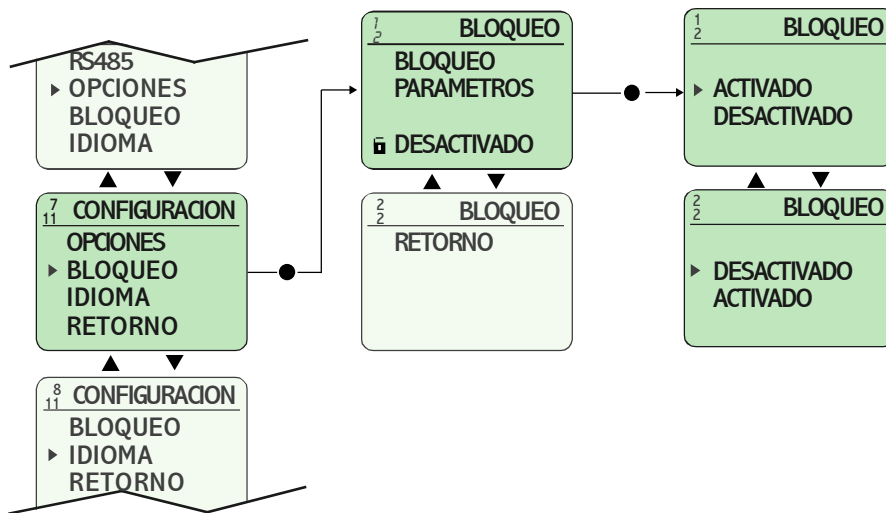 RS485
OPCIONES
BLOQUEO
IDIOMA
7
11 CONFIGURACION
OPCIONES
BLOQUEO
IDIOMA
RETORNO
8
11 CONFIGURACION
BLOQUEO
IDIOMA
RETORNO
1
2 BLOQUEO
BLOQUEO
PARAMETROS
DESACTIVADO
2
2 BLOQUEO
RETORNO
1
2 BLOQUEO
ACTIVADO
DESACTIVADO
2
2 BLOQUEO
DESACTIVADO
ACTIVADO